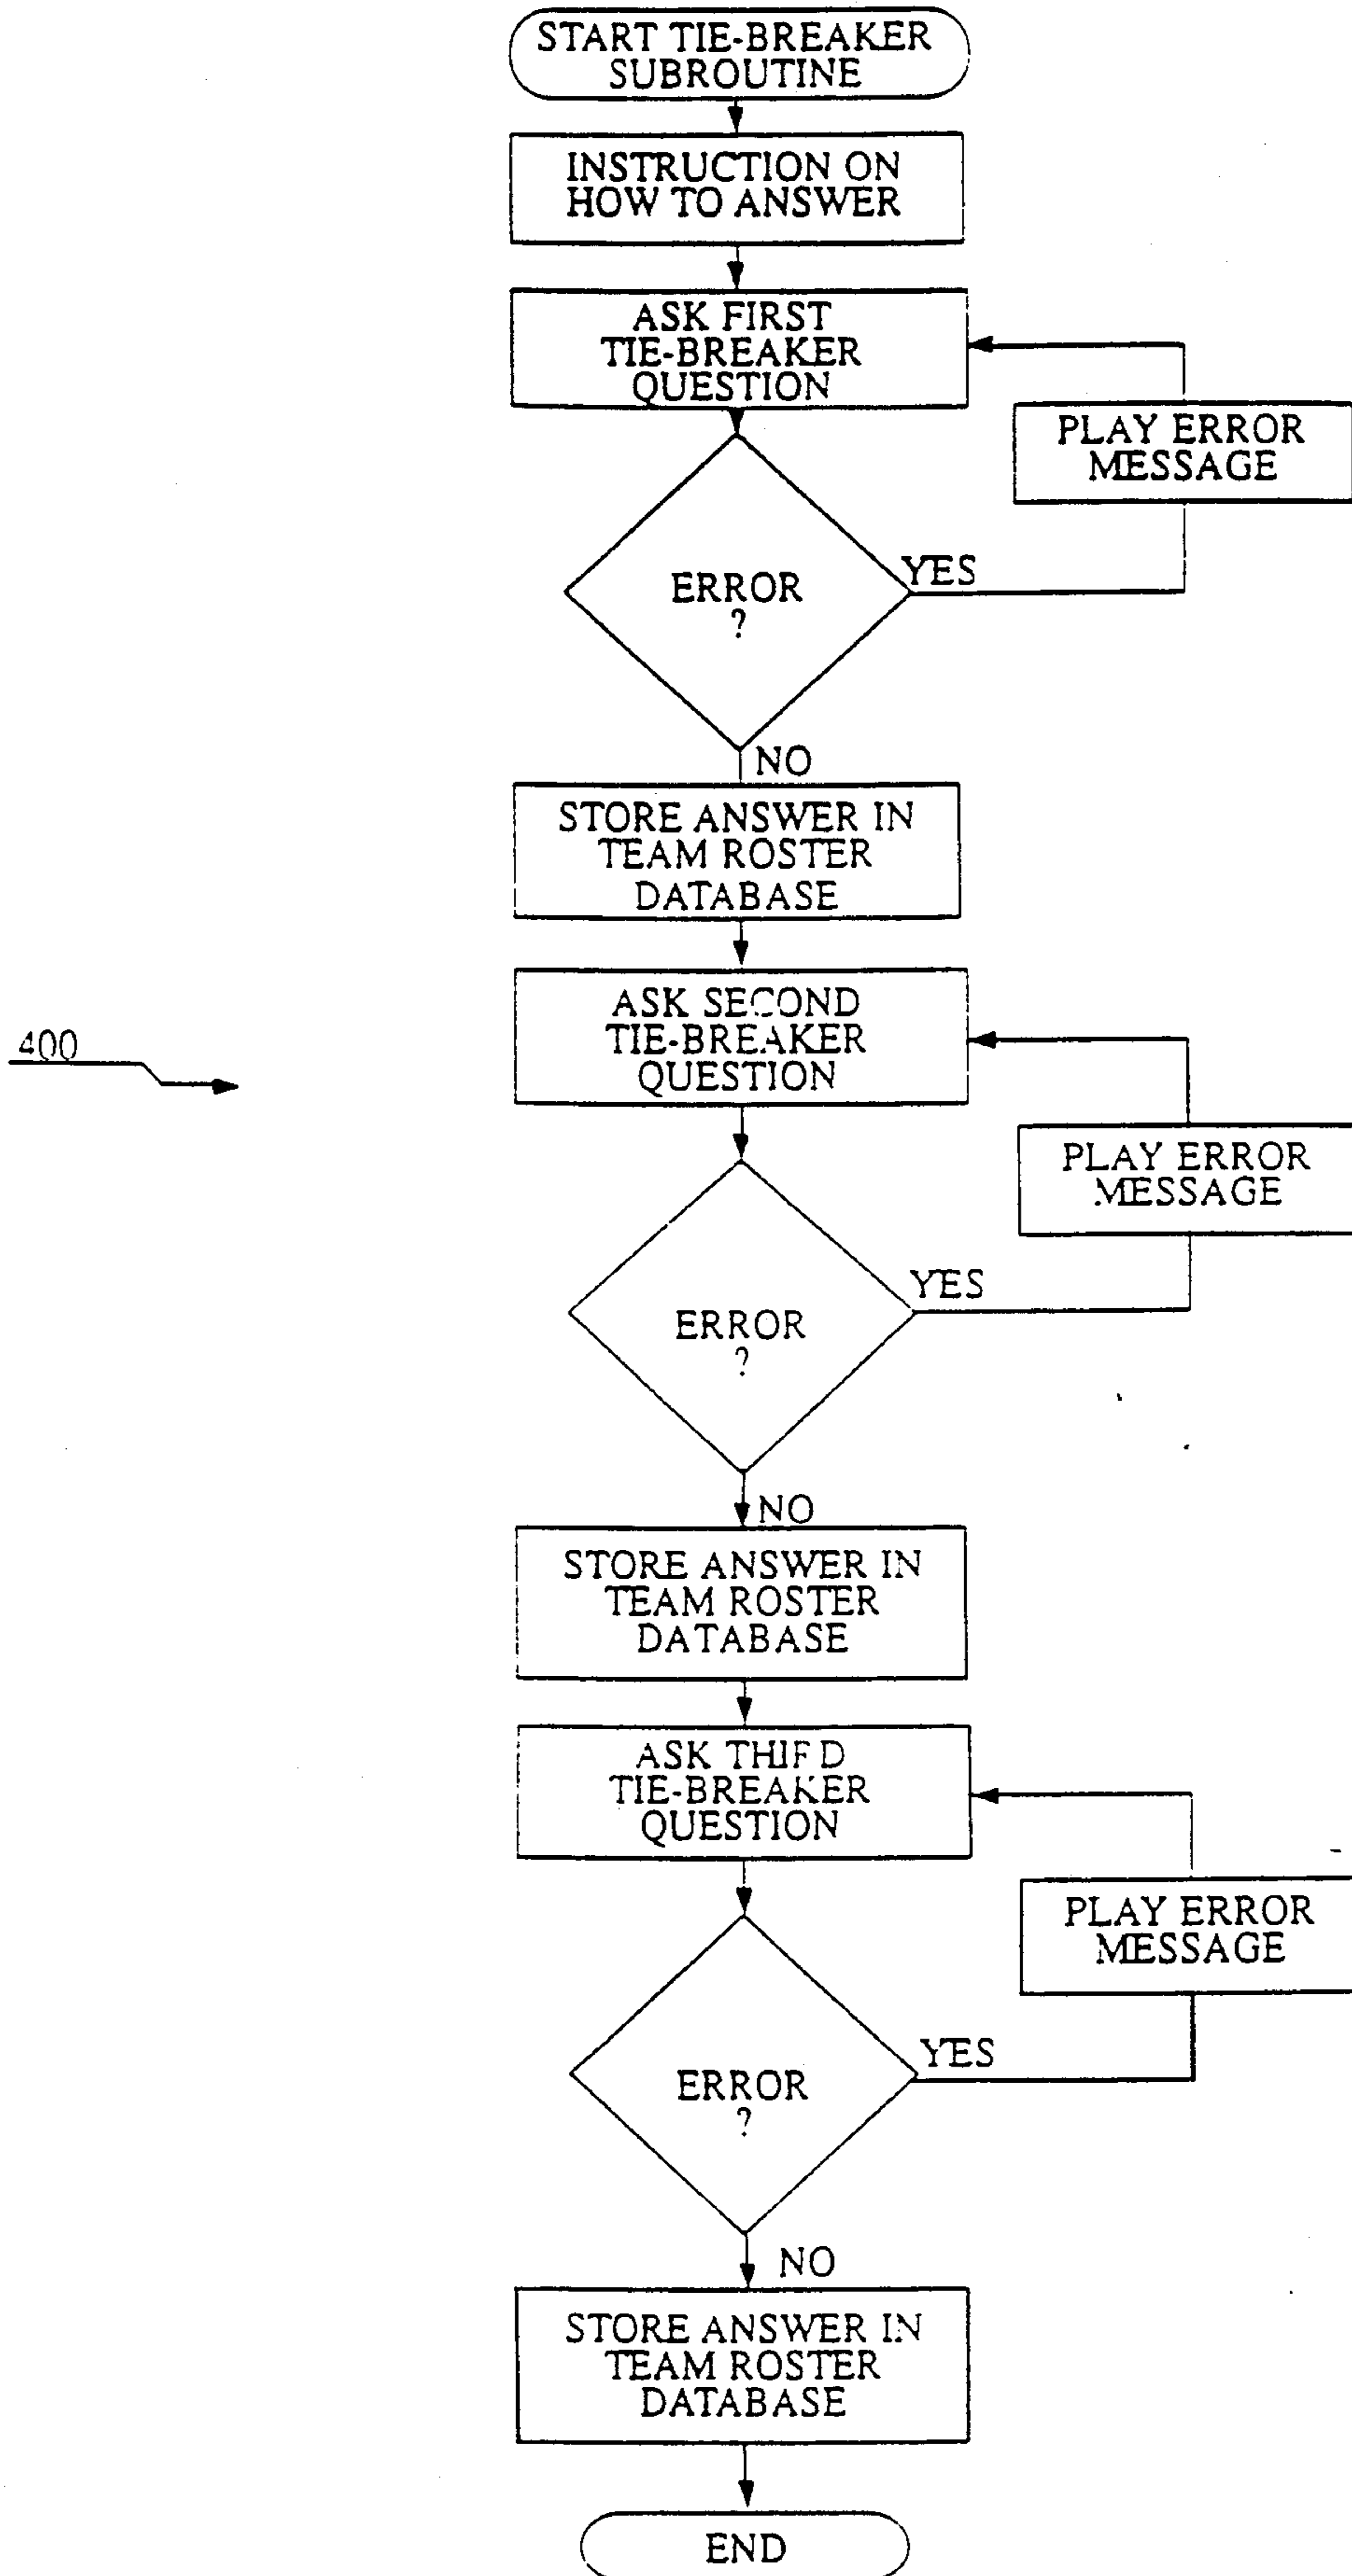 START TIE-BREAKER
SUBROUTINE
INSTRUCTION ON
HOW TO ANSWER
ASK FIRST
TIE-BREAKER
QUESTION
PLAY ERROR
MESSAGE
YES
ERROR
?
NO
STORE ANSWER IN
TEAM ROSTER
DATABASE
ASK SECOND
TIE-BREAKER
QUESTION
400
PLAY ERROR
MESSAGE
YES
ERROR
?
NO
STORE ANSWER IN
TEAM ROSTER
DATABASE
ASK THIRD
TIE-BREAKER
QUESTION
PLAY ERROR
MESSAGE
YES
ERROR
?
NO
STORE ANSWER IN
TEAM ROSTER
DATABASE
END